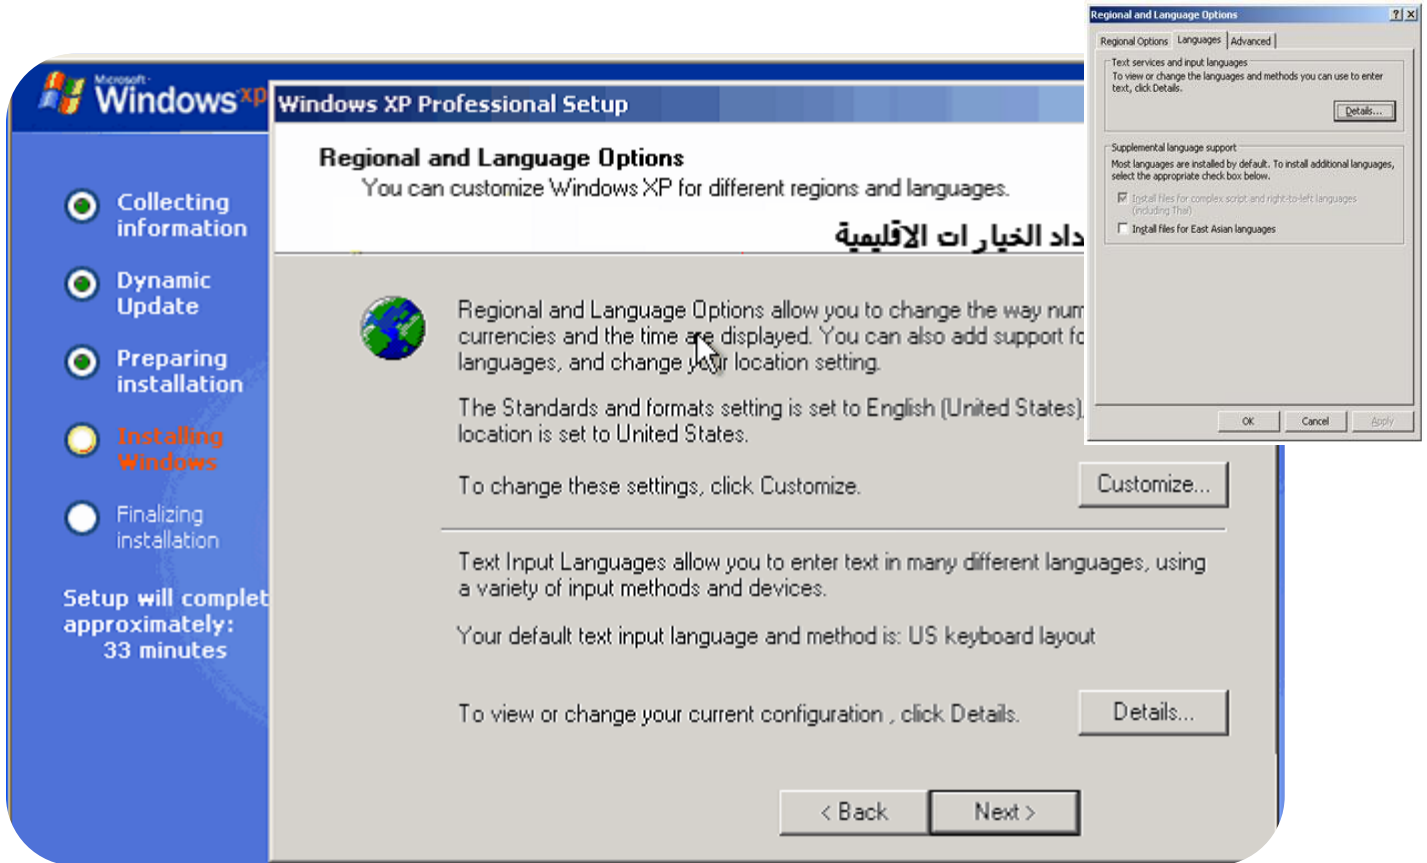 Microsoft
Windows xp
Windows XP Professional Setup
Regional and Language Options
You can customize Windows XP for different regions and languages.
داد الخيارات الاقليمية
Collecting
information
Dynamic
Update
Preparing
installation
Installing
Windows
Finalizing
installation
Setup will complet
approximately:
33 minutes
Regional and Language Options allow you to change the way num
currencies and the time are displayed. You can also add support fo
languages, and change your location setting.
The Standards and formats setting is set to English (United States),
location is set to United States.
To change these settings, click Customize.
Customize...
Text Input Languages allow you to enter text in many different languages, using
a variety of input methods and devices.
Your default text input language and method is: US keyboard layout
To view or change your current configuration , click Details.
Details...
< Back
Next >
Regional and Language Options
Regional Options Languages Advanced
Text services and input languages
To view or change the languages and methods you can use to enter
text, click Details.
Details...
Supplemental language support
Most languages are installed by default. To install additional languages,
select the appropriate check box below.
Install files for complex script and right-to-left languages
(including Thai)
Install files for East Asian languages
OK Cancel Apply